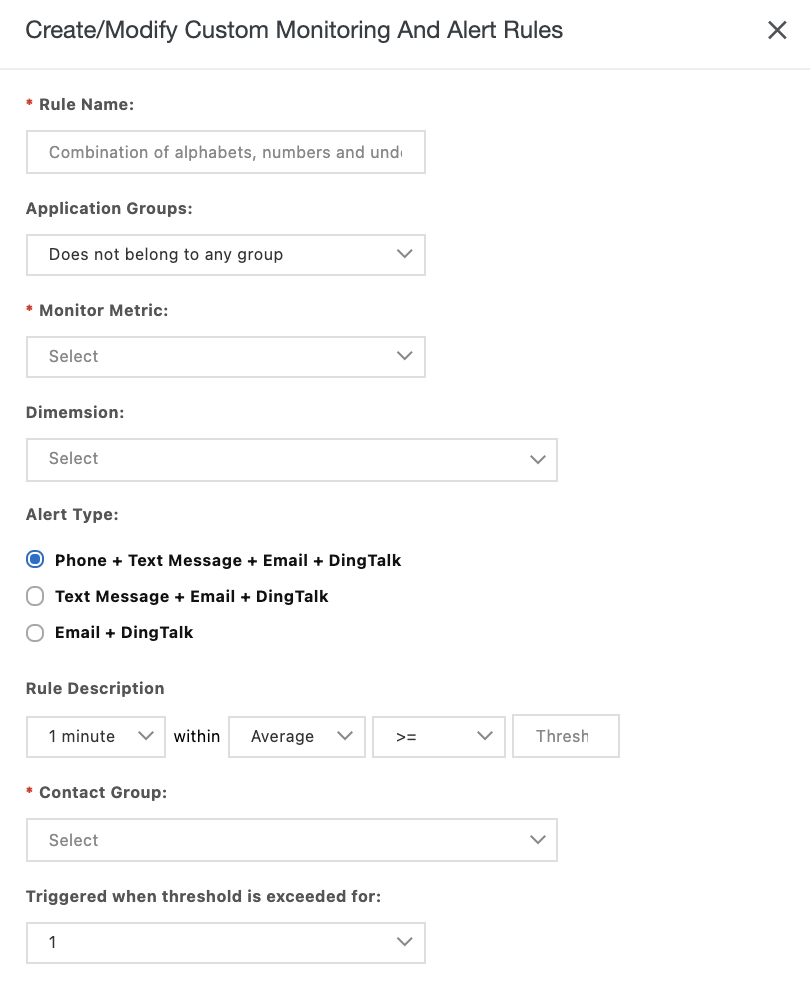 Create/Modify Custom Monitoring And Alert Rules
* Rule Name:
Combination of alphabets, numbers and und
Application Groups:
Does not belong to any group
* Monitor Metric:
Select
Dimemsion:
Select
Alert Type:
Phone + Text Message + Email + DingTalk
Text Message + Email + DingTalk
Email + DingTalk
Rule Description
1 minute within Average >= Thresh
* Contact Group:
Select
Triggered when threshold is exceeded for:
1